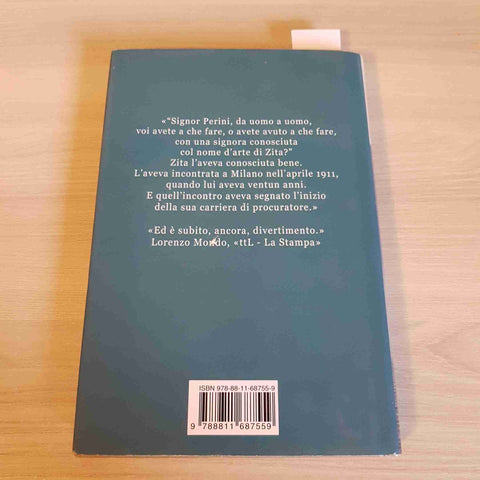 «“Signor Perini, da uomo a uomo,
voi avete a che fare, o avete avuto a che fare,
con una signora conosciuta
col nome d'arte di Zita?”
Zita l'aveva conosciuta bene.
L'aveva incontrata a Milano nell'aprile 1911,
quando lui aveva ventun anni.
E quell'incontro aveva segnato l'inizio
della sua carriera di procuratore.»
«Ed è subito, ancora, divertimento.»
Lorenzo Mondo, «ttL - La Stampa»
ISBN 978-88-11-68755-9
9 788811 687559